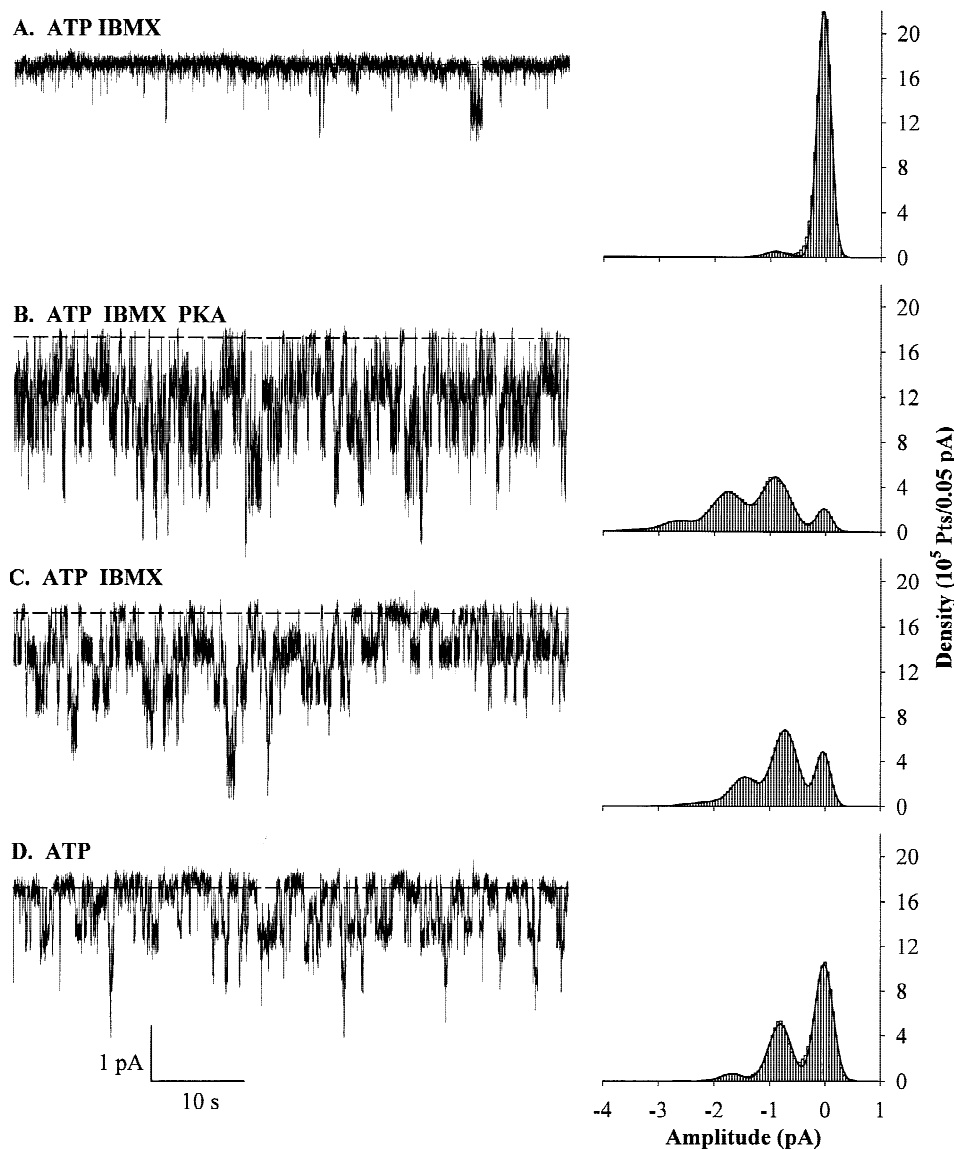 A. ATP IBMX
20
16
12
8
4
0
B. ATP IBMX PKA
20
16
12
8
4
0
C. ATP IBMX
20
16
12
8
4
0
D. ATP
20
16
12
8
4
0
1 pA
10 s
-4 -3 -2 -1 0 1
Amplitude (pA)
Density (10⁵ Pts/0.05 pA)